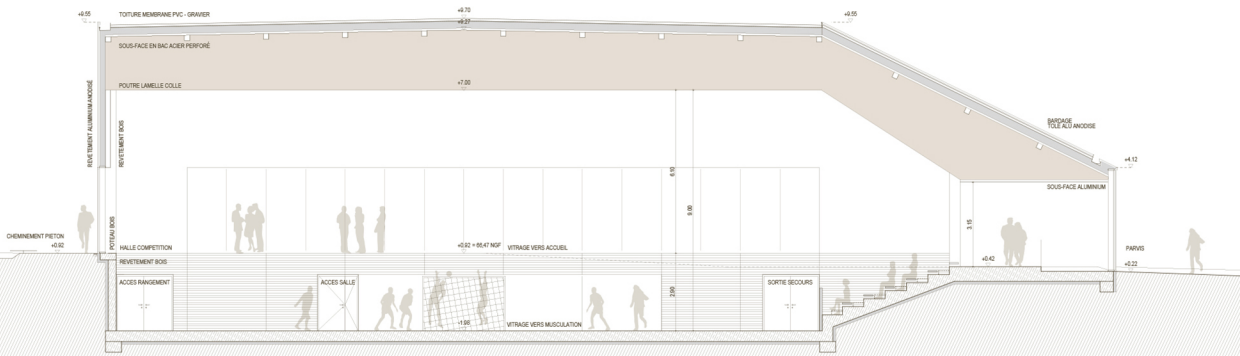 +9.55
TOITURE MEMBRANE PVC - GRAVIER
+9.70
+9.27
+9.55
SOUS-FACE EN BAC ACIER PERFORÉ
POUTRE LAMELLE COLLE
+7.00
REVETEMENT ALUMINIUM ANODISÉ
REVETEMENT BOIS
BARDAGE
TOLE ALU ANODISE
+4.12
6.10
9.00
SOUS-FACE ALUMINIUM
3.15
POTEAU BOIS
CHEMINEMENT PIETON
+0.92
HALLE COMPETITION
+0.92 = 65,47 NGF
VITRAGE VERS ACCUEIL
PARVIS
REVETEMENT BOIS
+0.42
+0.22
ACCES RANGEMENT
ACCES SALLE
2.90
SORTIE SECOURS
-1.98
VITRAGE VERS MUSCULATION